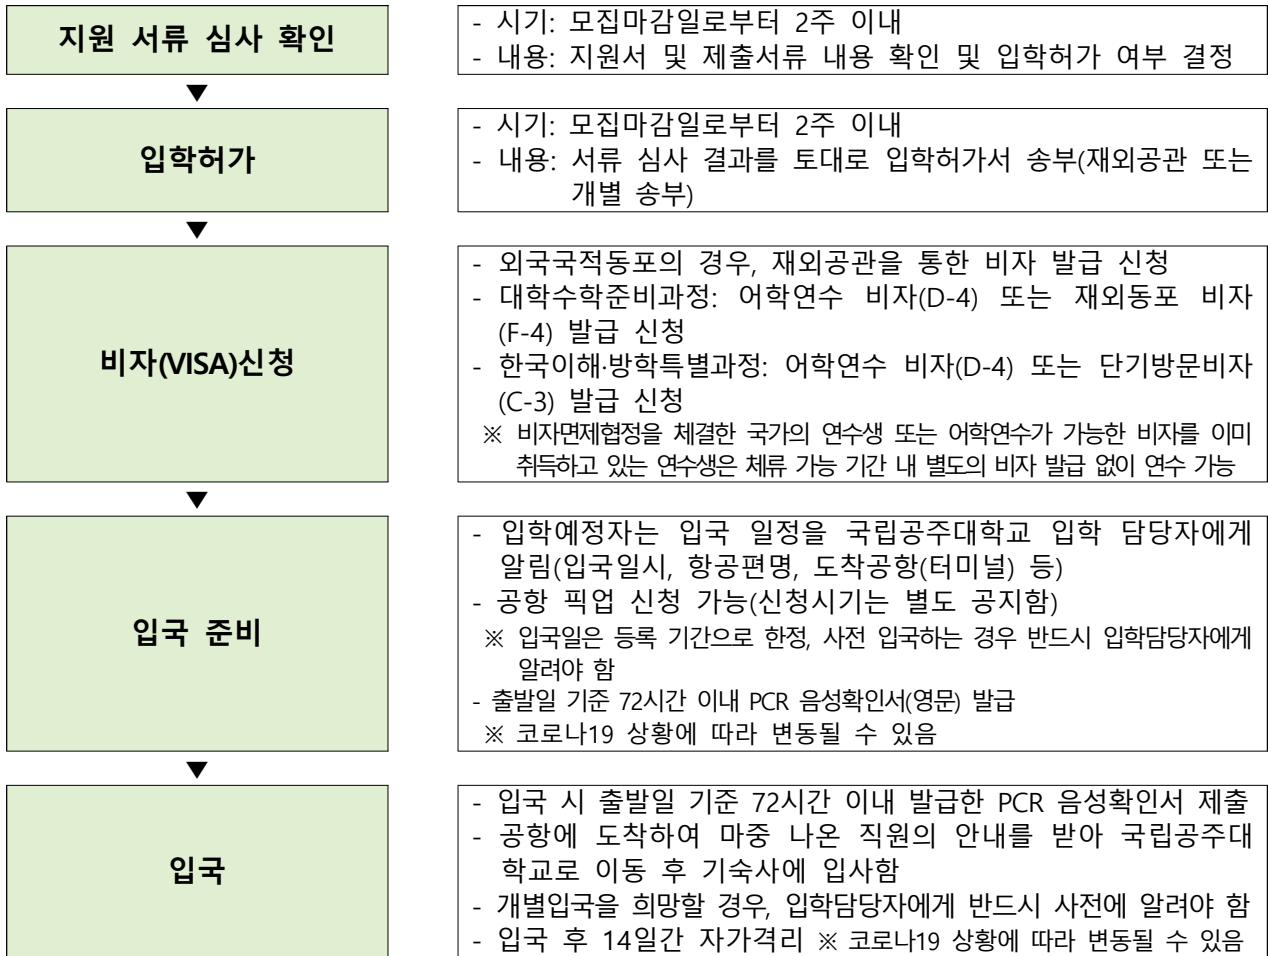 지원 서류 심사 확인
- 시기: 모집마감일로부터 2주 이내
- 내용: 지원서 및 제출서류 내용 확인 및 입학허가 여부 결정
▼
입학허가
- 시기: 모집마감일로부터 2주 이내
- 내용: 서류 심사 결과를 토대로 입학허가서 송부(재외공관 또는
개별 송부)
▼
비자(VISA)신청
- 외국국적동포의 경우, 재외공관을 통한 비자 발급 신청
- 대학수학준비과정: 어학연수 비자(D-4) 또는 재외동포 비자
(F-4) 발급 신청
- 한국이해·방학특별과정: 어학연수 비자(D-4) 또는 단기방문비자
(C-3) 발급 신청
※ 비자면제협정을 체결한 국가의 연수생 또는 어학연수가 가능한 비자를 이미
취득하고 있는 연수생은 체류 가능 기간 내 별도의 비자 발급 없이 연수 가능
▼
입국 준비
- 입학예정자는 입국 일정을 국립공주대학교 입학 담당자에게
알림(입국일시, 항공편명, 도착공항(터미널) 등)
- 공항 픽업 신청 가능(신청시기는 별도 공지함)
※ 입국일은 등록 기간으로 한정, 사전 입국하는 경우 반드시 입학담당자에게
알려야 함
- 출발일 기준 72시간 이내 PCR 음성확인서(영문) 발급
※ 코로나19 상황에 따라 변동될 수 있음
▼
입국
- 입국 시 출발일 기준 72시간 이내 발급한 PCR 음성확인서 제출
- 공항에 도착하여 마중 나온 직원의 안내를 받아 국립공주대
학교로 이동 후 기숙사에 입사함
- 개별입국을 희망할 경우, 입학담당자에게 반드시 사전에 알려야 함
- 입국 후 14일간 자가격리 ※ 코로나19 상황에 따라 변동될 수 있음